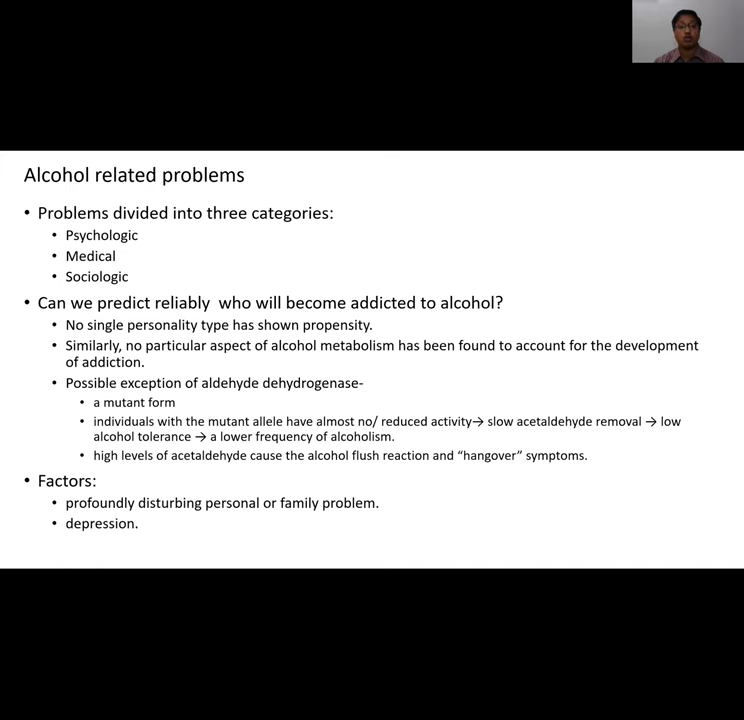 Alcohol related problems
• Problems divided into three categories:
• Psychologic
• Medical
• Sociologic
• Can we predict reliably  who will become addicted to alcohol?
• No single personality type has shown propensity.
• Similarly, no particular aspect of alcohol metabolism has been found to account for the development
of addiction.
• Possible exception of aldehyde dehydrogenase-
• a mutant form
• individuals with the mutant allele have almost no/ reduced activity→ slow acetaldehyde removal → low
alcohol tolerance → a lower frequency of alcoholism.
• high levels of acetaldehyde cause the alcohol flush reaction and “hangover” symptoms.
• Factors:
• profoundly disturbing personal or family problem.
• depression.